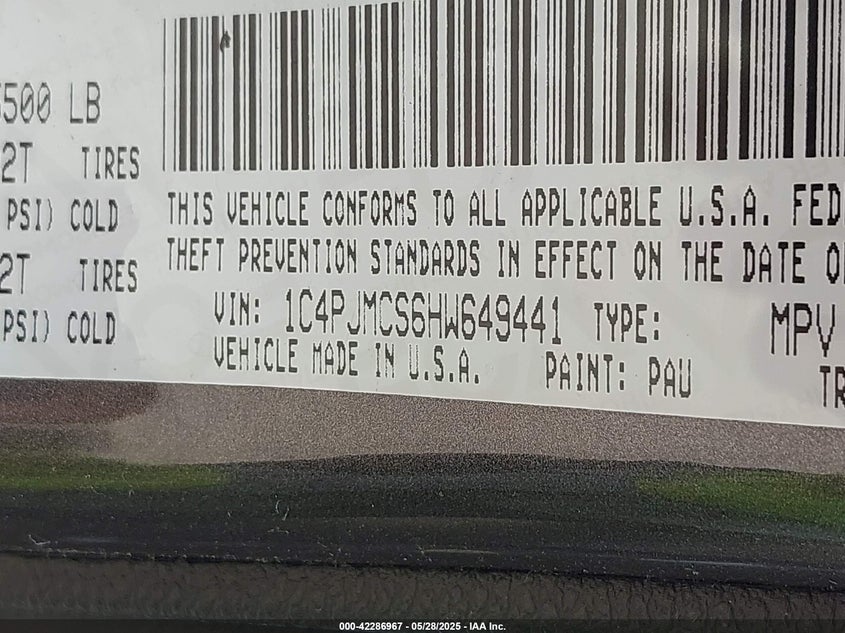 500 LB
2T TIRES
PSI) COLD
2T TIRES
PSI) COLD
THIS VEHICLE CONFORMS TO ALL APPLICABLE U.S.A. FED
THEFT PREVENTION STANDARDS IN EFFECT ON THE DATE O
VIN: 1C4PJMCS6HW649441 TYPE: MPV
VEHICLE MADE IN U.S.A. PAINT: PAU TR
000-42286967 - 05/28/2025 - IAA Inc.